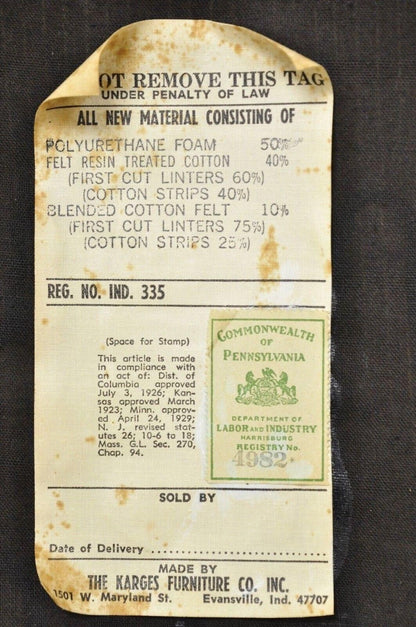 OT REMOVE THIS TAG
UNDER PENALTY OF LAW
ALL NEW MATERIAL CONSISTING OF
POLYURETHANE FOAM 50%
FELT RESIN TREATED COTTON 40%
(FIRST CUT LINTERS 60%)
(COTTON STRIPS 40%)
BLENDED COTTON FELT 10%
(FIRST CUT LINTERS 75%)
(COTTON STRIPS 25%)
REG. NO. IND. 335
(Space for Stamp)
This article is made
in compliance with
an act of: Dist. of
Columbia approved
July 3, 1926; Kan-
sas approved March
1923; Minn. approv-
ed April 24, 1929;
N. J. revised stat-
utes 26; 10-6 to 18;
Mass. G.L. Sec. 270,
Chap. 94.
COMMONWEALTH
OF
PENNSYLVANIA
DEPARTMENT OF
LABOR AND INDUSTRY
HARRISBURG
REGISTRY No.
4982
SOLD BY
Date of Delivery ........................
MADE BY
THE KARGES FURNITURE CO. INC.
1501 W. Maryland St. Evansville, Ind. 47707